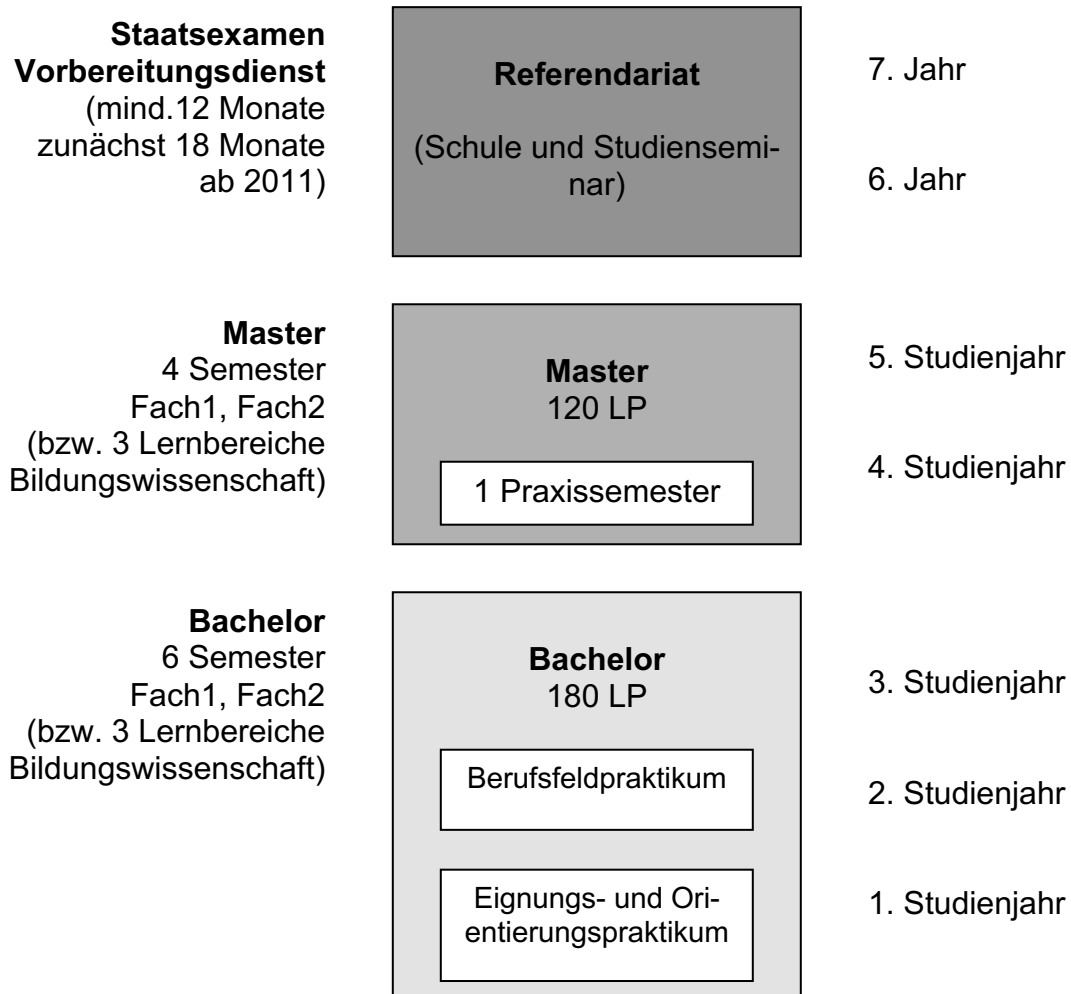 Staatsexamen
Vorbereitungsdienst
(mind.12 Monate
zunächst 18 Monate
ab 2011)
Referendariat
(Schule und Studiensemi-
nar)
7. Jahr
6. Jahr
Master
4 Semester
Fach1, Fach2
(bzw. 3 Lernbereiche
Bildungswissenschaft)
Master
120 LP
1 Praxissemester
5. Studienjahr
4. Studienjahr
Bachelor
6 Semester
Fach1, Fach2
(bzw. 3 Lernbereiche
Bildungswissenschaft)
Bachelor
180 LP
Berufsfeldpraktikum
Eignungs- und Ori-
entierungspraktikum
3. Studienjahr
2. Studienjahr
1. Studienjahr